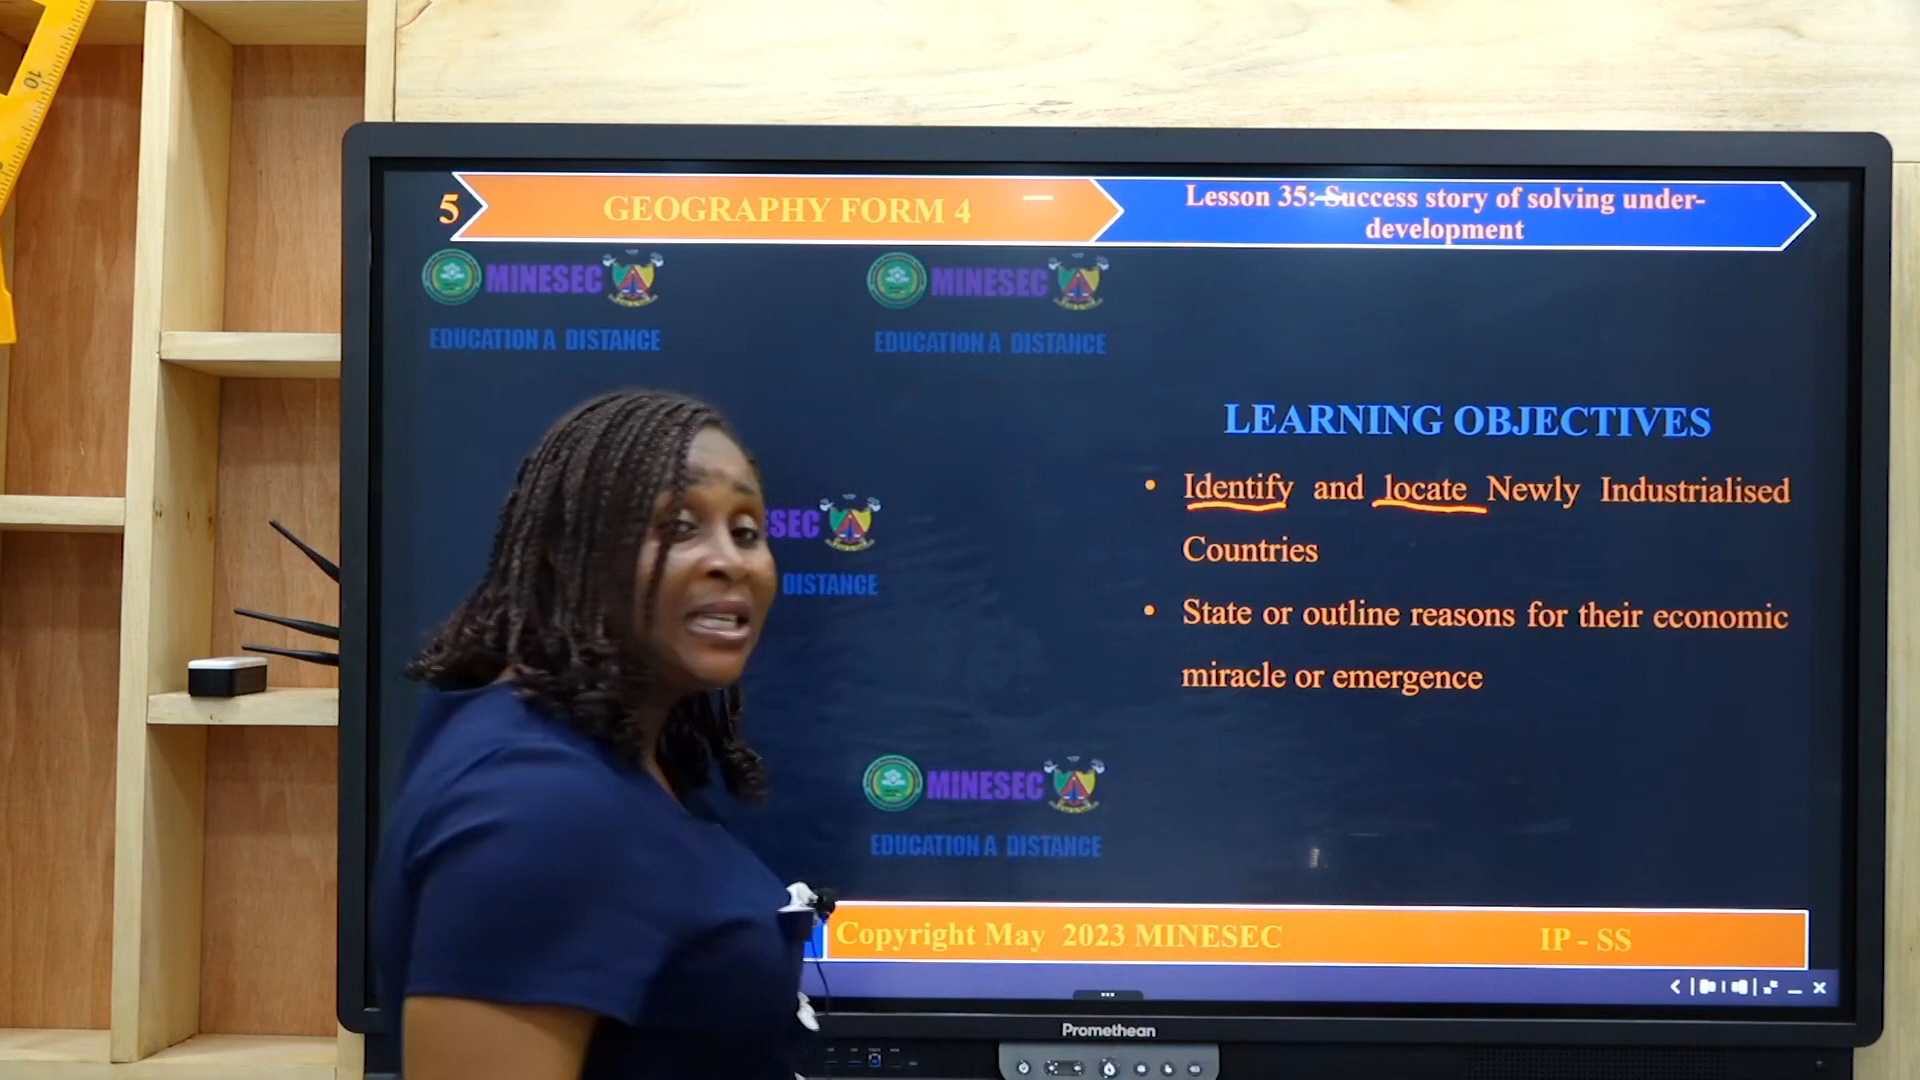 5
GEOGRAPHY FORM 4
Lesson 35: Success story of solving under-
development
MINESEC
EDUCATION A DISTANCE
MINESEC
EDUCATION A DISTANCE
LEARNING OBJECTIVES
• Identify and locate Newly Industrialised
Countries
• State or outline reasons for their economic
miracle or emergence
ESEC
DISTANCE
MINESEC
EDUCATION A DISTANCE
Copyright May 2023 MINESEC
IP - SS
Promethean
10